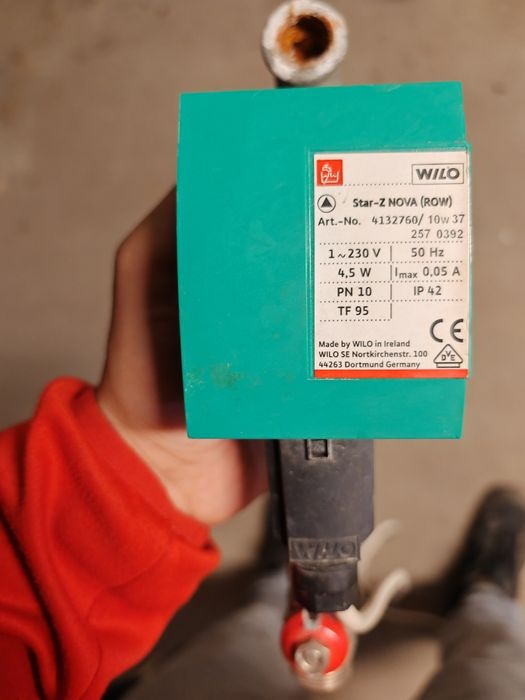 WILO
Star-Z NOVA (ROW)
Art.-No. 4132760/ 10w37
257 0392
1~230 V 50 Hz
4,5 W Imax 0,05 A
PN 10 IP 42
TF 95
CE
Made by WILO in Ireland
WILO SE Nortkirchenstr. 100
44263 Dortmund Germany
DVE
WILO